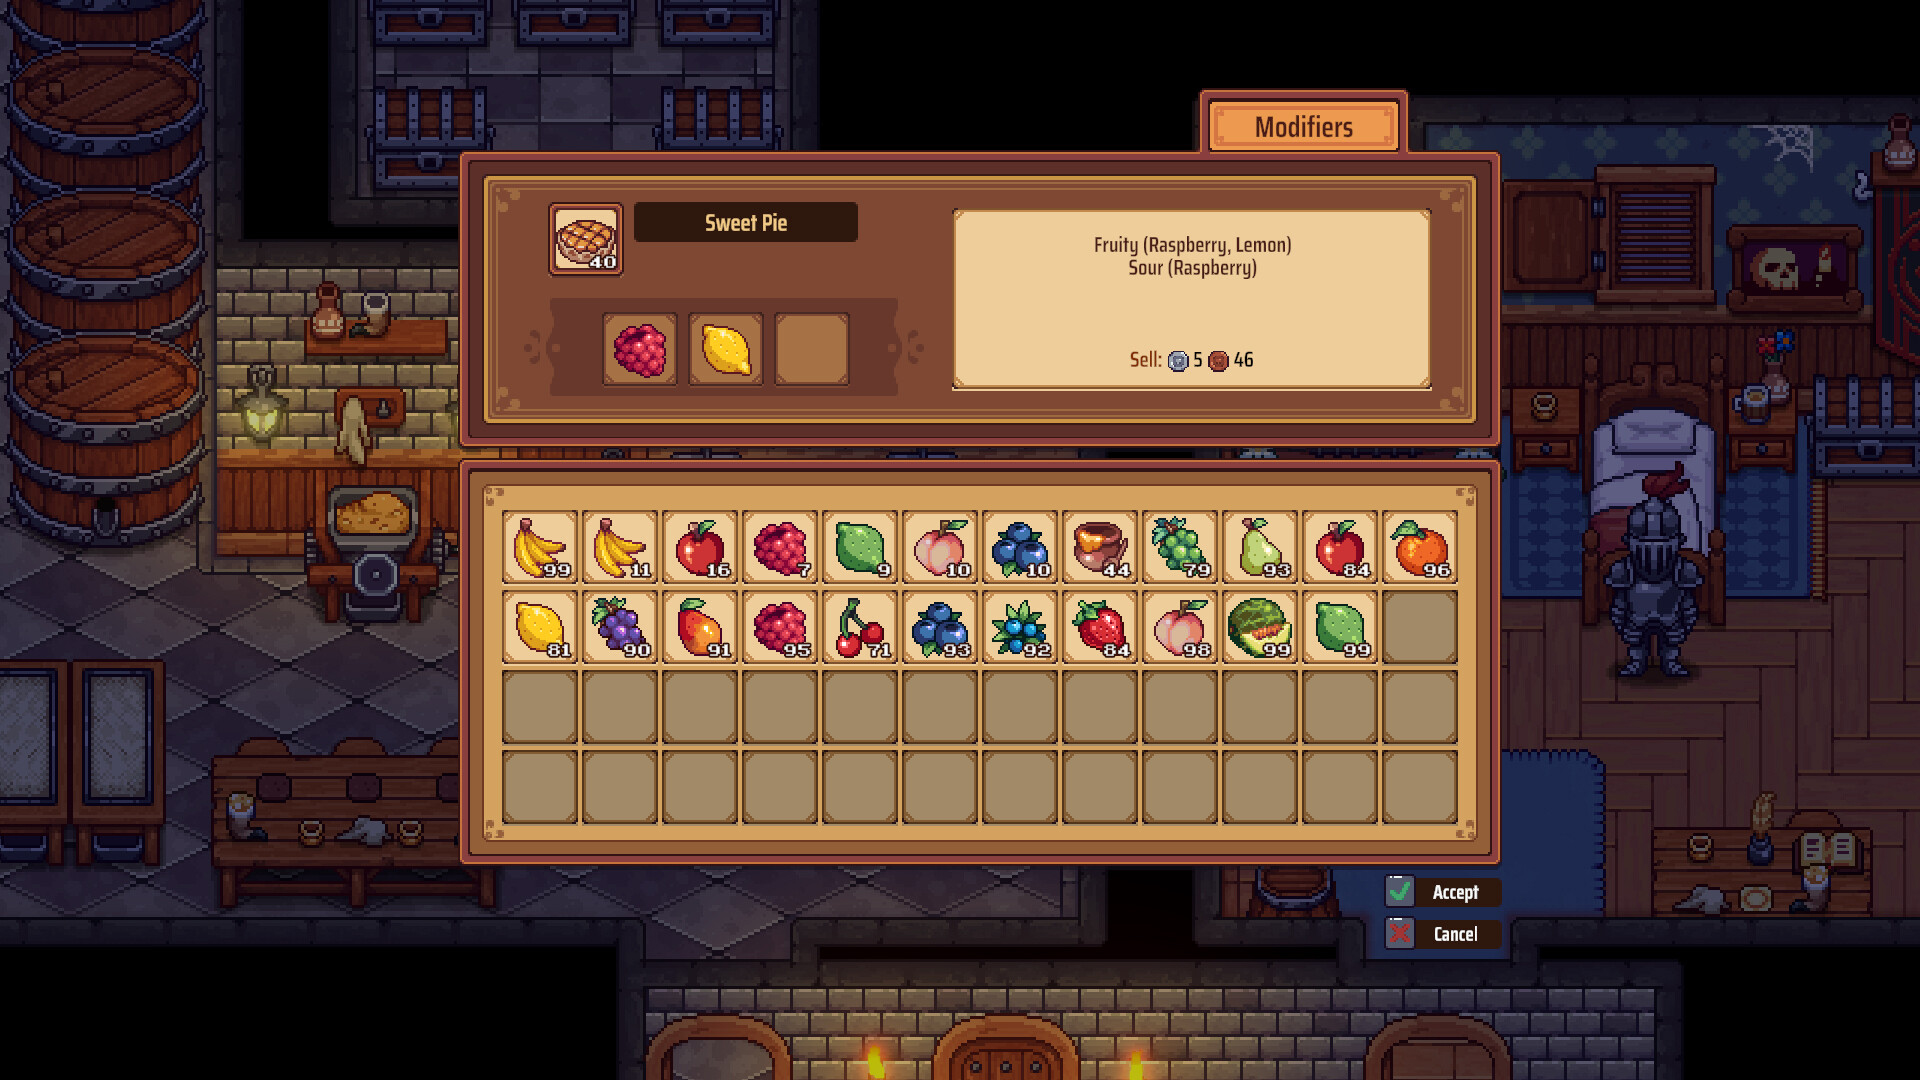 Modifiers
Sweet Pie
40
Fruity (Raspberry, Lemon)
Sour (Raspberry)
Sell: 5 46
99 11 16 7 9 10 10 44 79 93 84 96
81 90 91 95 71 93 92 84 98 99 99
Accept
Cancel